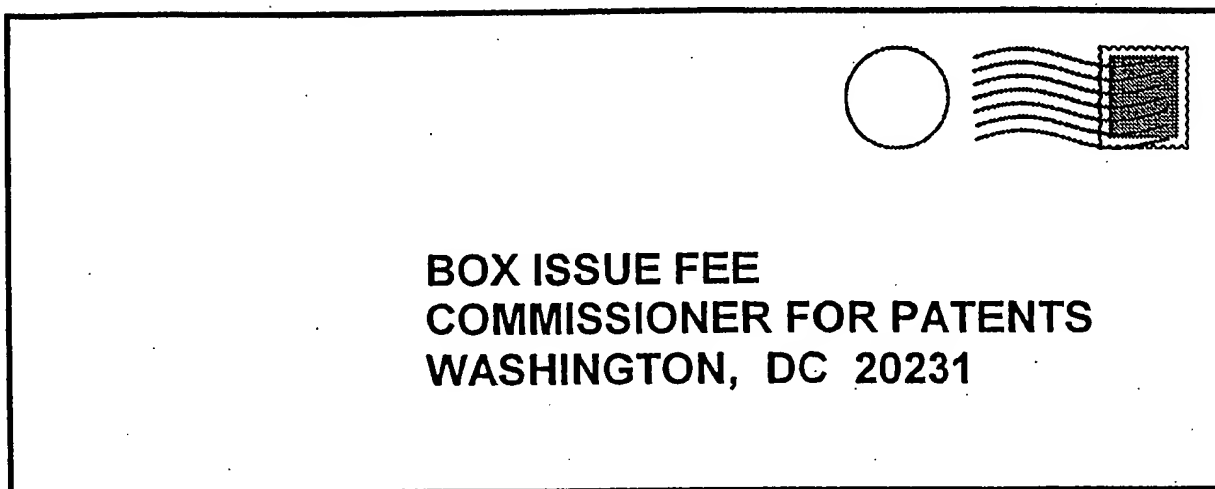 BOX ISSUE FEE
COMMISSIONER FOR PATENTS
WASHINGTON, DC 20231